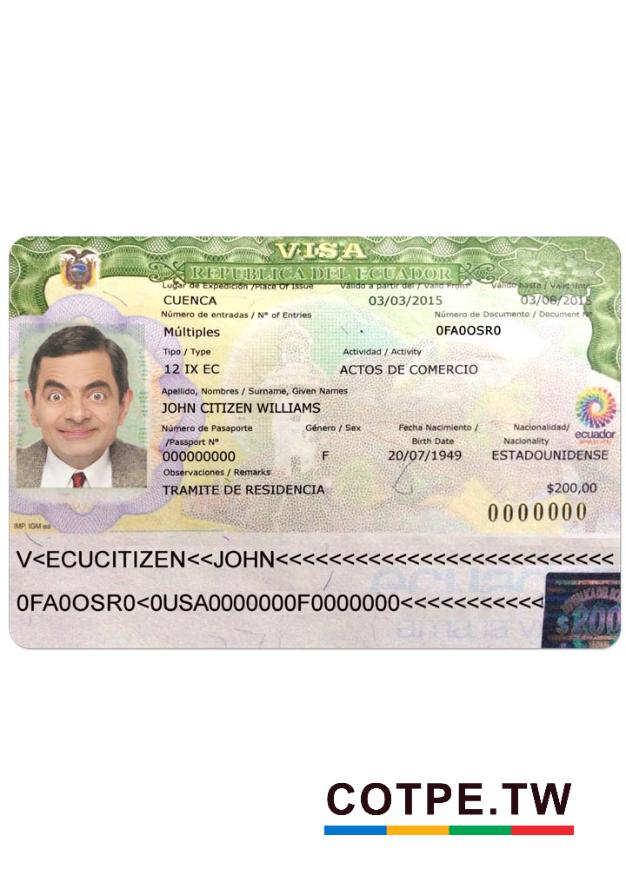 VISA
REPUBLICA DEL ECUADOR
Lugar de Expedición /Place Of Issue Válido a partir del / Valid From Válido hasta / Valid Until
CUENCA 03/03/2015 03/08/2015
Número de entradas / Nº of Entries Número de Documento / Document Nº
Múltiples 0FA0OSR0
Tipo / Type Actividad / Activity
12 IX EC ACTOS DE COMERCIO
Apellido, Nombres / Surname, Given Names
JOHN CITIZEN WILLIAMS
Número de Pasaporte Género / Sex Fecha Nacimiento / Nacionalidad/
/Passport Nº Birth Date Nacionality
000000000 F 20/07/1949 ESTADOUNIDENSE
ecuador
Observaciones / Remarks
TRAMITE DE RESIDENCIA $200,00
0000000
IMP. IGM.ea
V<ECUCITIZEN<<JOHN<<<<<<<<<<<<<<<<<<<<<<<<<<
0FA0OSR0<0USA0000000F0000000<<<<<<<<<<<
ecuador
ama la v
$200
COTPE.TW